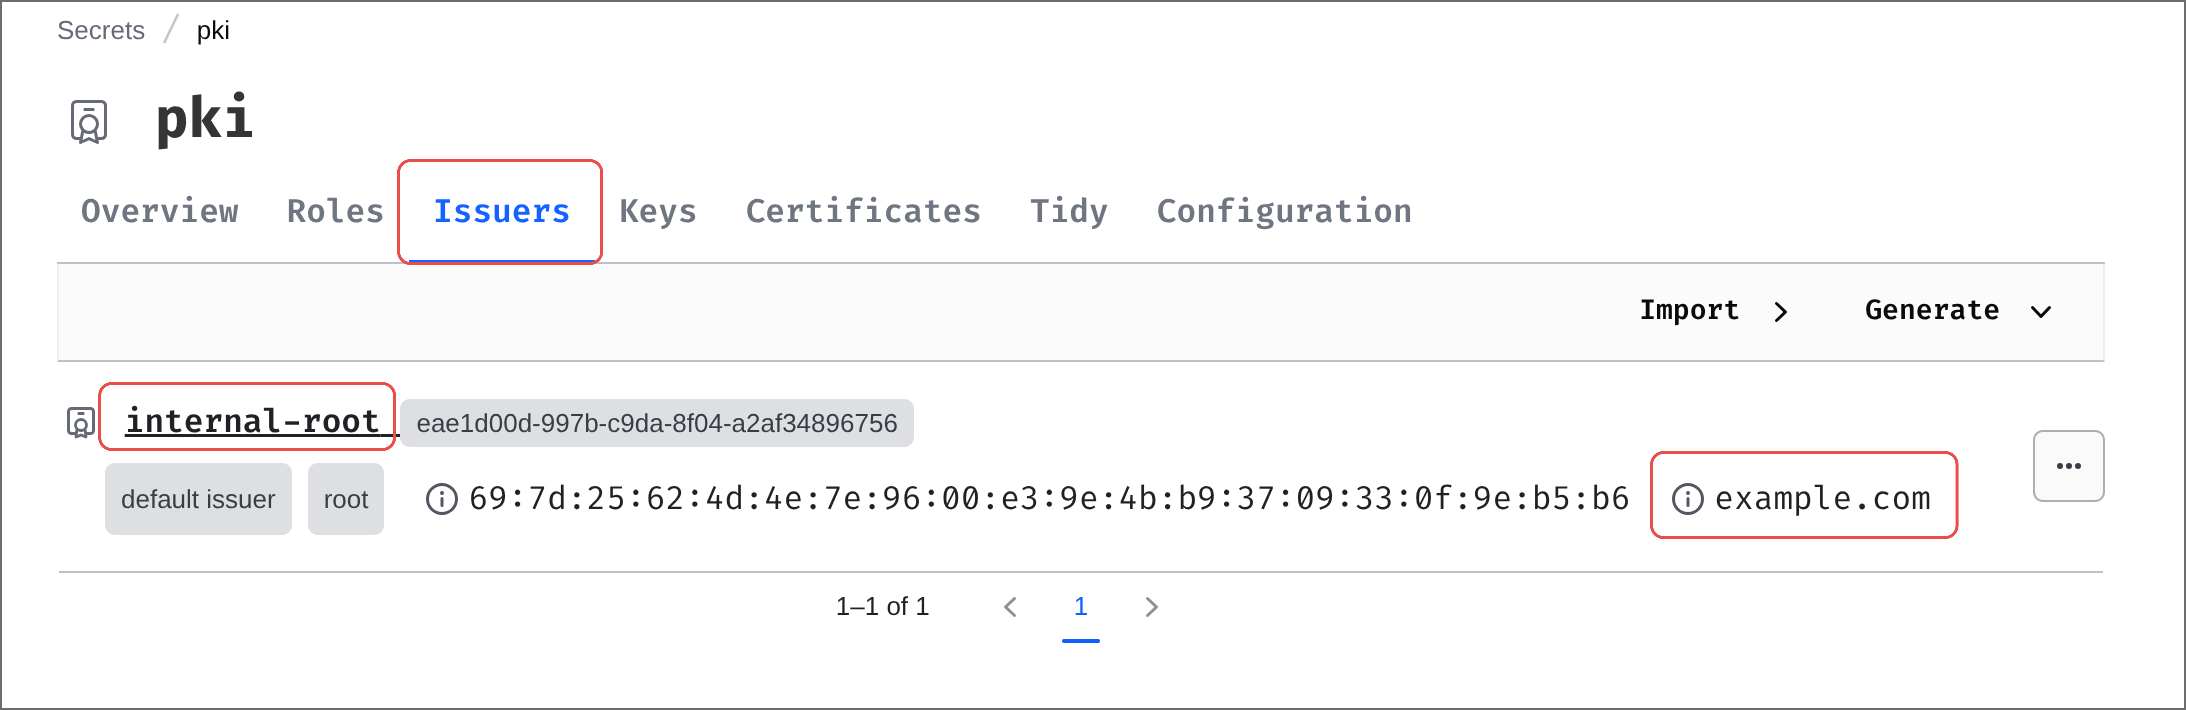 Secrets / pki
pki
Overview Roles Issuers Keys Certificates Tidy Configuration
Import Generate
internal-root eae1d00d-997b-c9da-8f04-a2af34896756
default issuer root 69:7d:25:62:4d:4e:7e:96:00:e3:9e:4b:b9:37:09:33:0f:9e:b5:b6 example.com
1–1 of 1 1